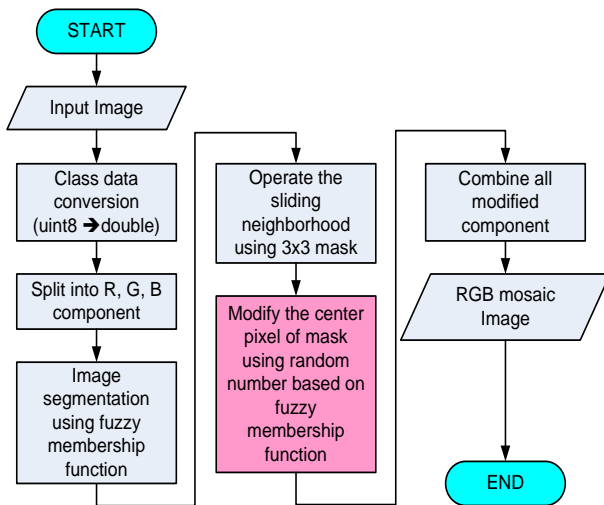 START
Input Image
Class data
conversion
(uint8 ➔double)
Split into R, G, B
component
Image
segmentation
using fuzzy
membership
function
Operate the
sliding
neighborhood
using 3x3 mask
Modify the center
pixel of mask
using random
number based on
fuzzy
membership
function
Combine all
modified
component
RGB mosaic
Image
END